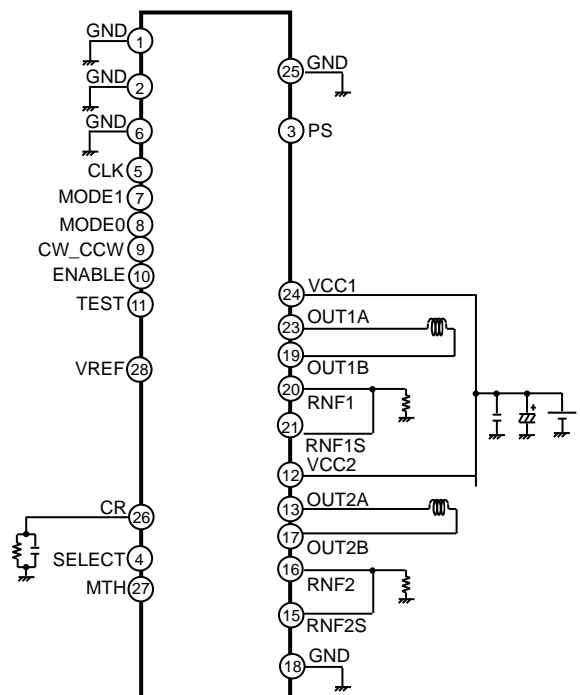 GND 1
GND 2
GND 6
CLK 5
MODE1 7
MODE0 8
CW_CCW 9
ENABLE 10
TEST 11
VREF 28
CR 26
SELECT 4
MTH 27
25 GND
3 PS
24 VCC1
23 OUT1A
19 OUT1B
20 RNF1
21 RNF1S
12 VCC2
13 OUT2A
17 OUT2B
16 RNF2
15 RNF2S
18 GND
+